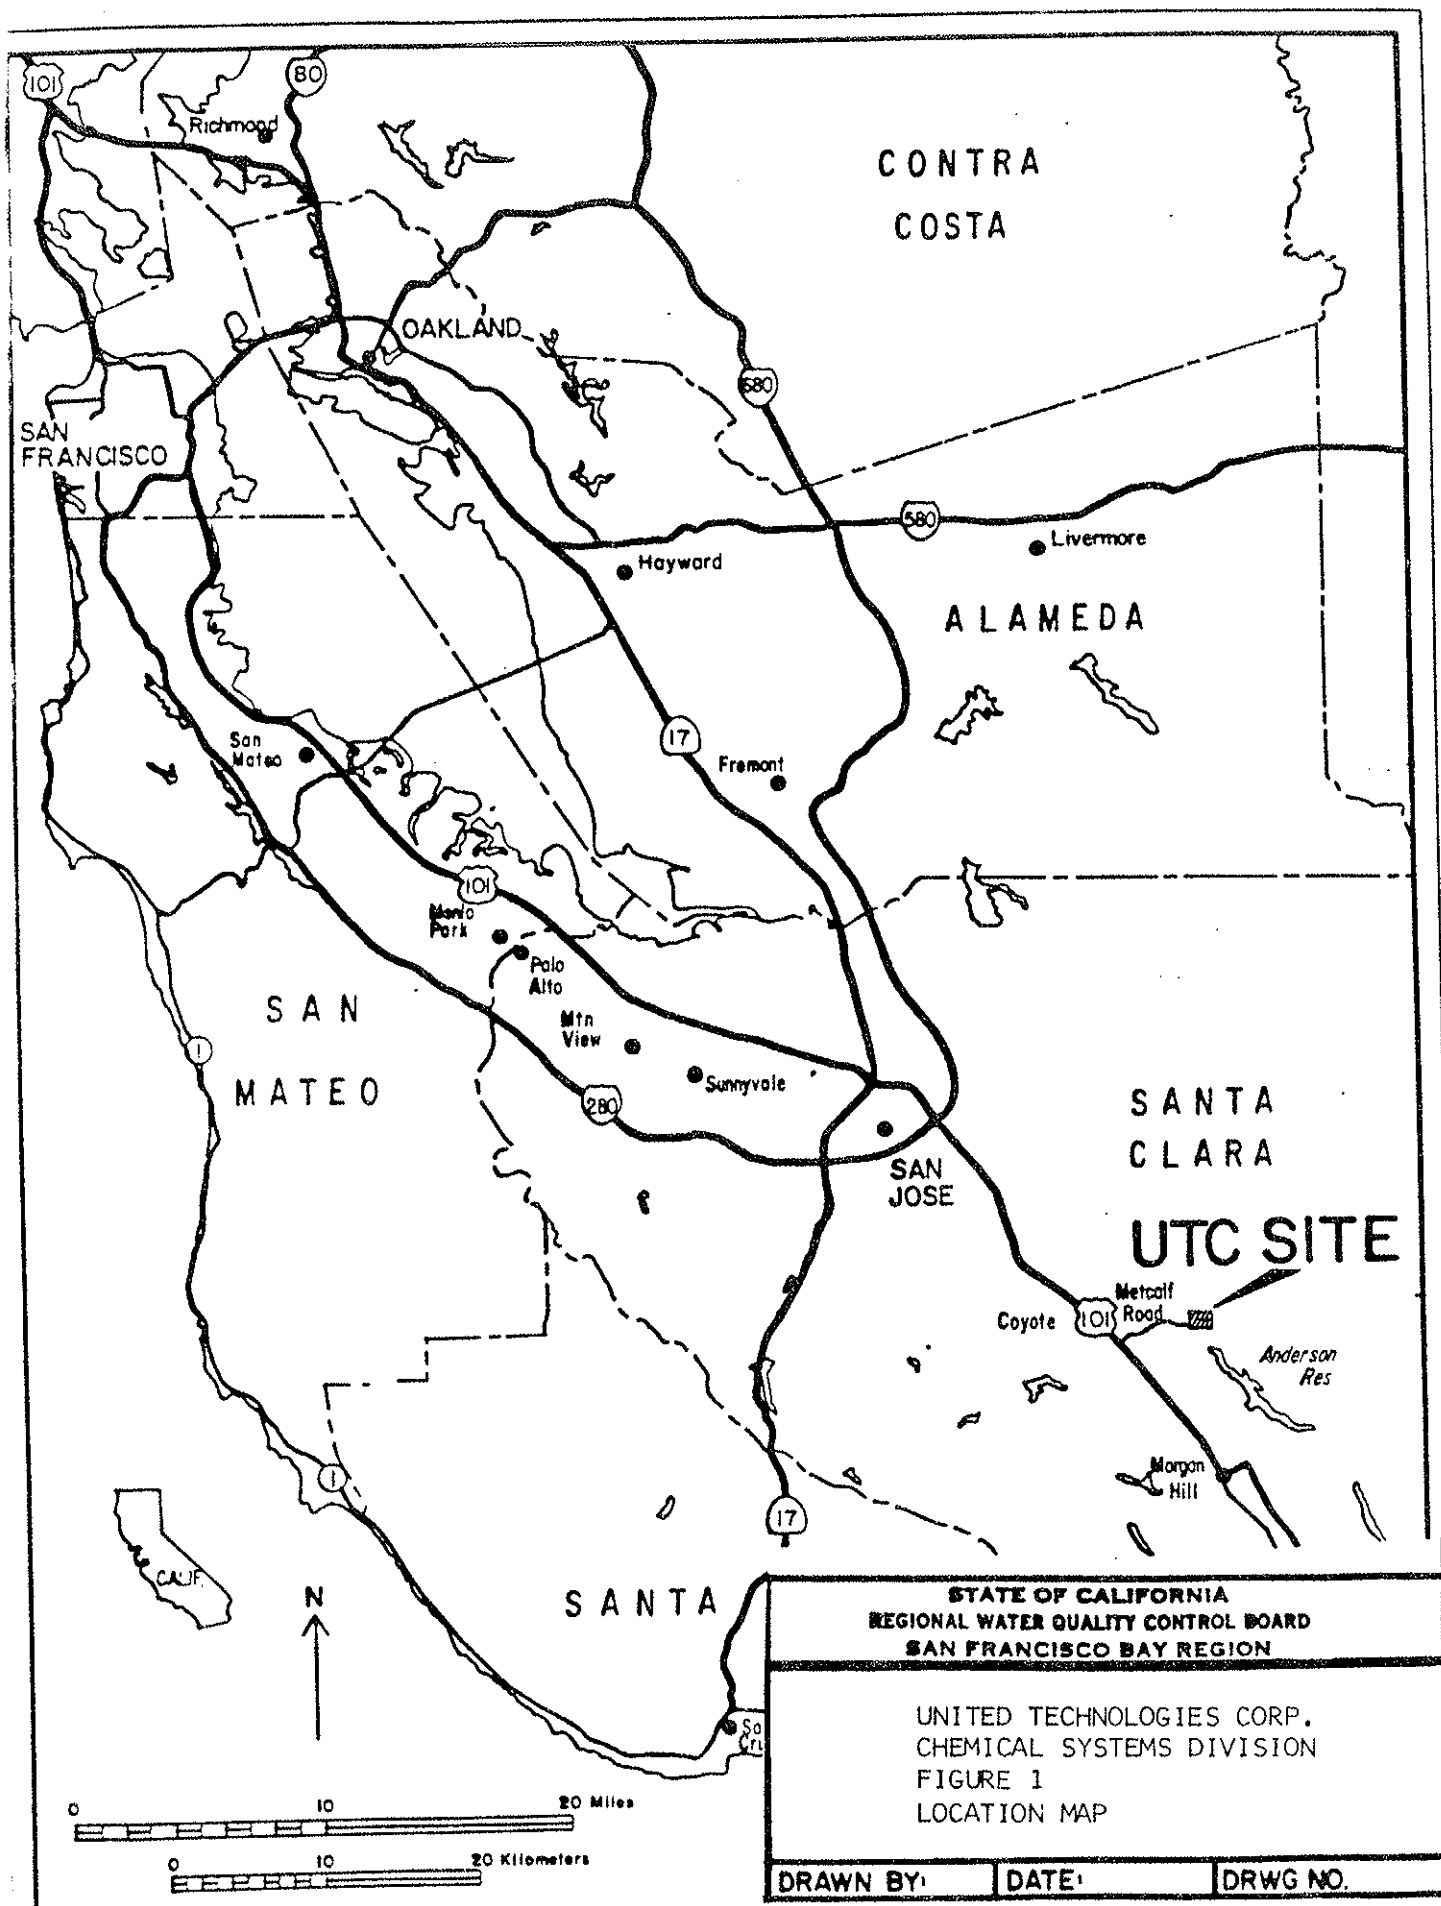 101
80
Richmond
CONTRA
COSTA
OAKLAND
680
SAN
FRANCISCO
580
Livermore
Hayward
ALAMEDA
17
San
Mateo
Fremont
101
Menlo
Park
Palo
Alto
SAN
MATEO
Mtn
View
1
Sunnyvale
280
SANTA
CLARA
SAN
JOSE
UTC SITE
Metcalf
Road
Coyote
101
Anderson
Res
Morgan
Hill
1
17
CALIF.
N
SANTA
Sa
Cru
0 10 20 Miles
0 10 20 Kilometers
STATE OF CALIFORNIA
REGIONAL WATER QUALITY CONTROL BOARD
SAN FRANCISCO BAY REGION
UNITED TECHNOLOGIES CORP.
CHEMICAL SYSTEMS DIVISION
FIGURE 1
LOCATION MAP
DRAWN BY: DATE: DRWG NO.